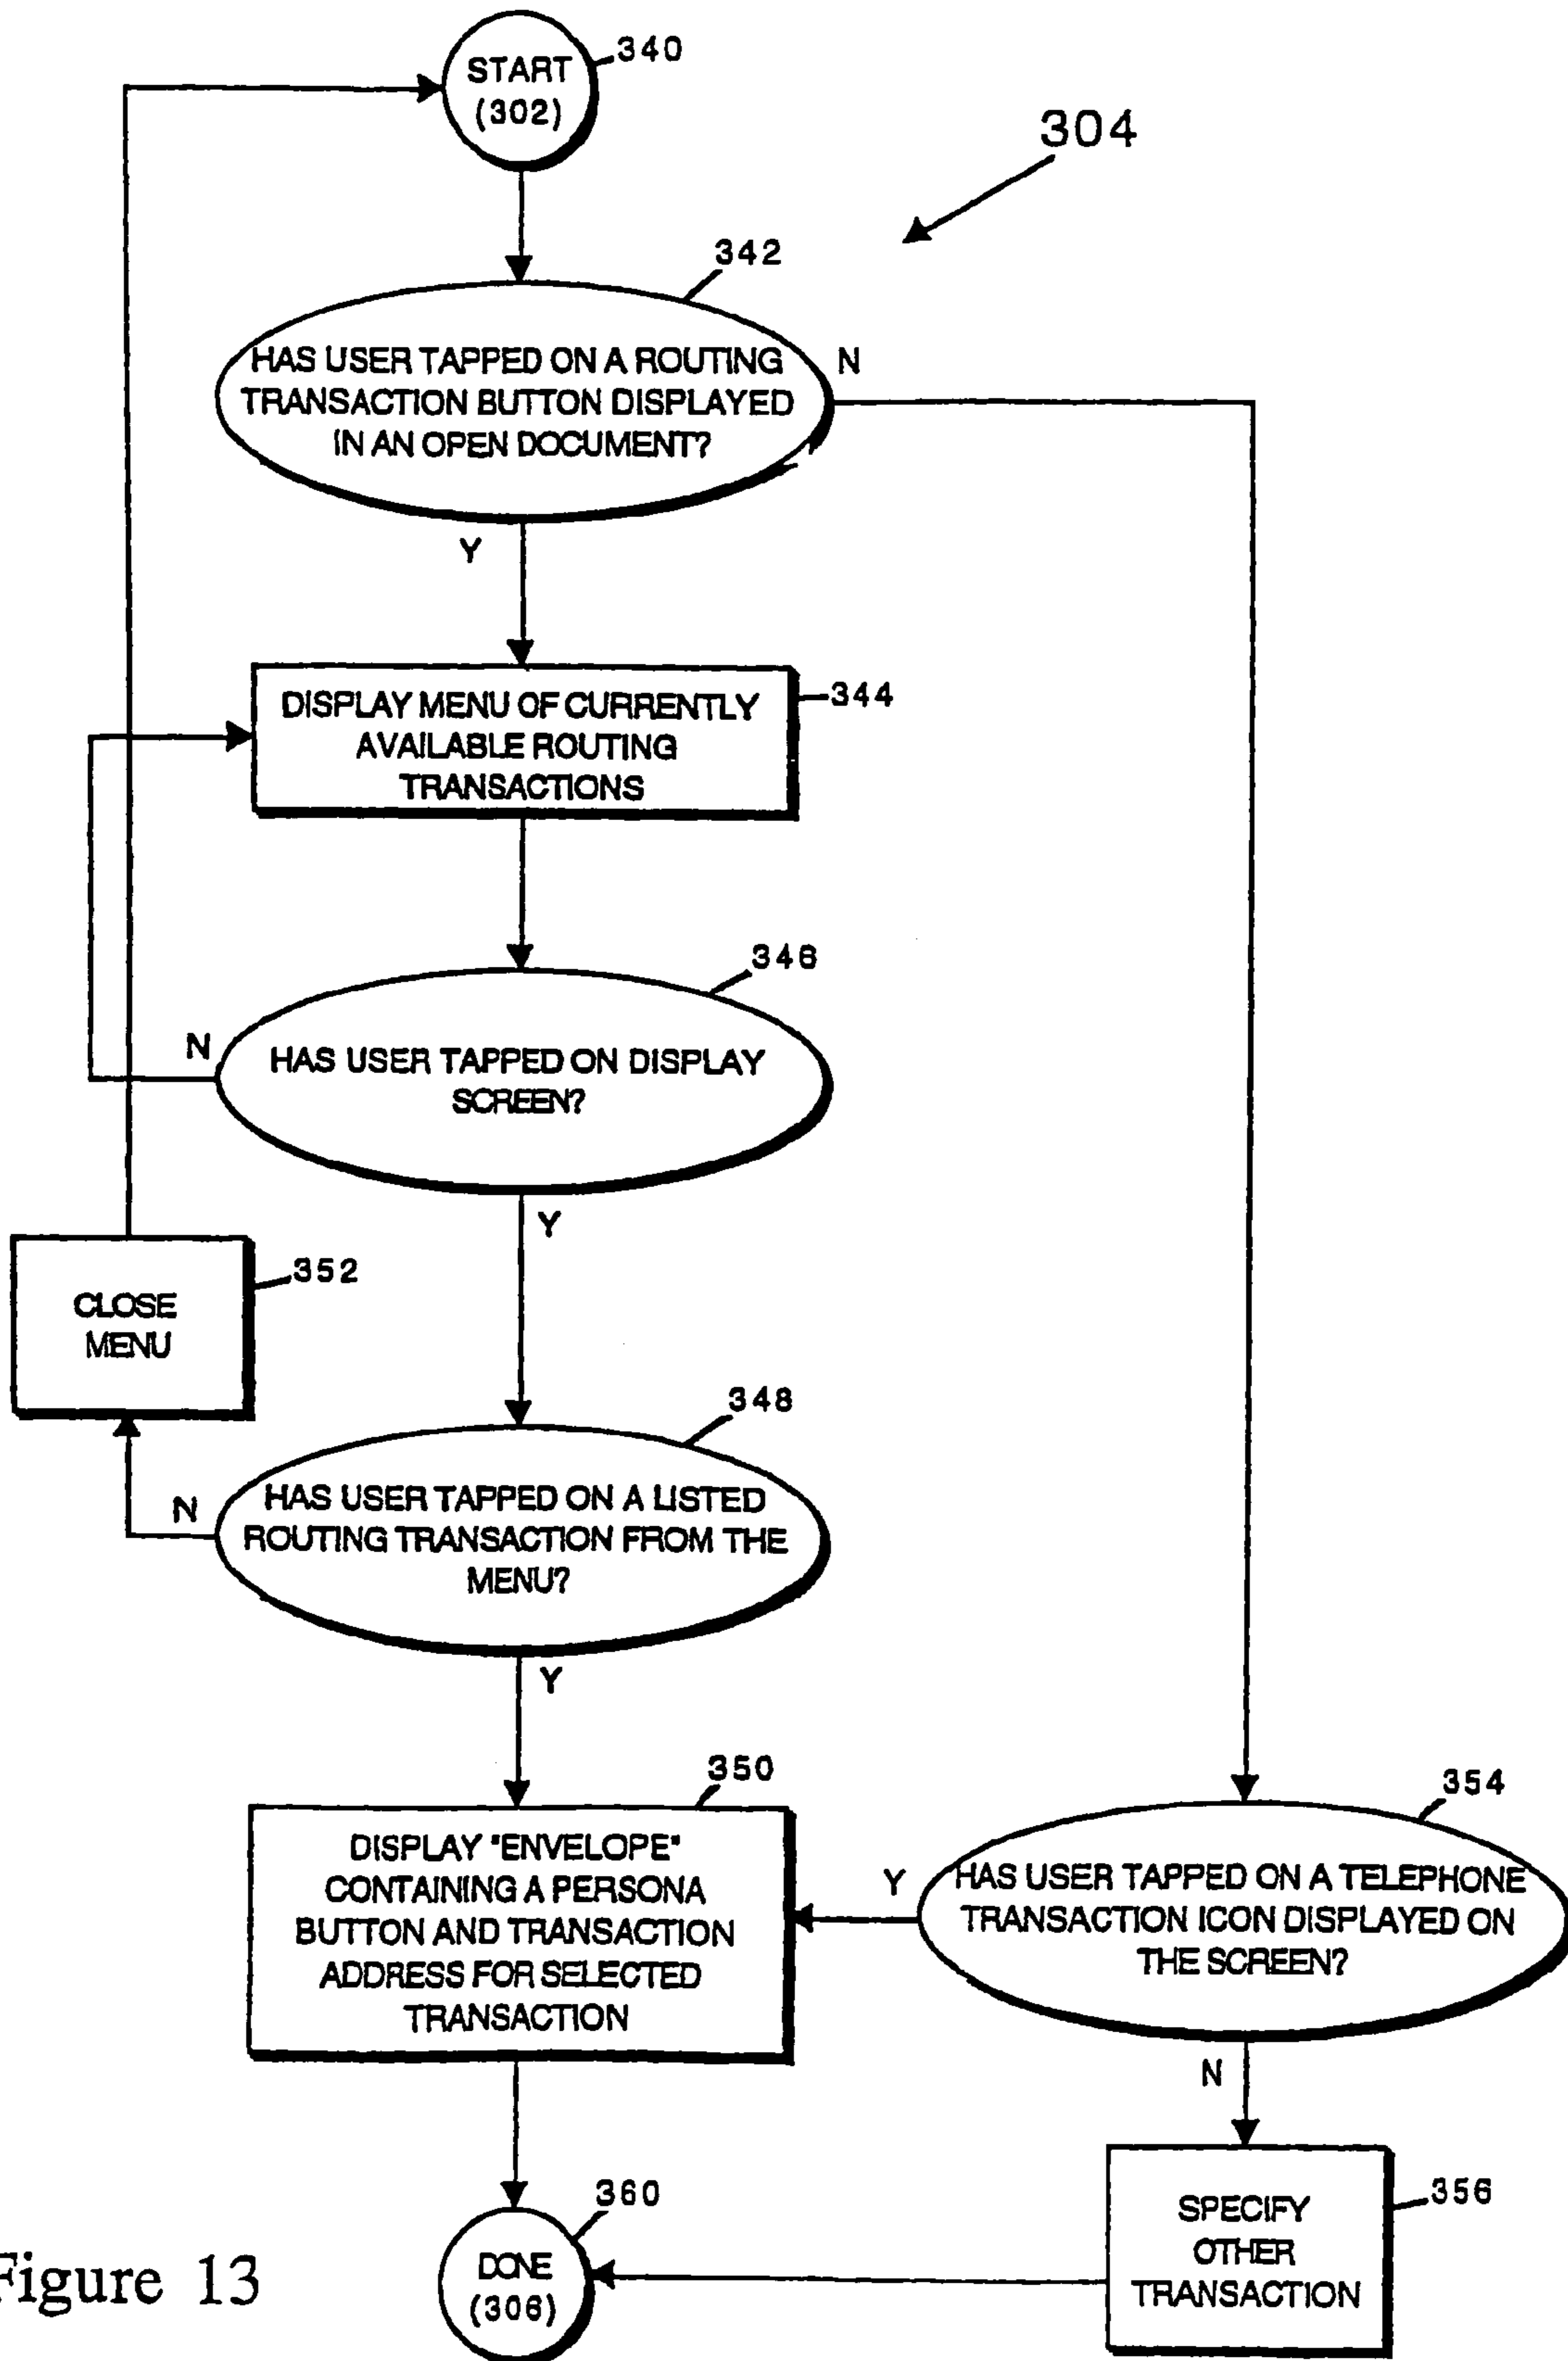 START
(302)
340
304
342
HAS USER TAPPED ON A ROUTING
TRANSACTION BUTTON DISPLAYED
IN AN OPEN DOCUMENT?
N
Y
344
DISPLAY MENU OF CURRENTLY
AVAILABLE ROUTING
TRANSACTIONS
346
HAS USER TAPPED ON DISPLAY
SCREEN?
N
Y
352
CLOSE
MENU
348
HAS USER TAPPED ON A LISTED
ROUTING TRANSACTION FROM THE
MENU?
N
Y
350
DISPLAY "ENVELOPE"
CONTAINING A PERSONA
BUTTON AND TRANSACTION
ADDRESS FOR SELECTED
TRANSACTION
354
HAS USER TAPPED ON A TELEPHONE
TRANSACTION ICON DISPLAYED ON
THE SCREEN?
Y
N
356
SPECIFY
OTHER
TRANSACTION
360
DONE
(306)
Figure 13